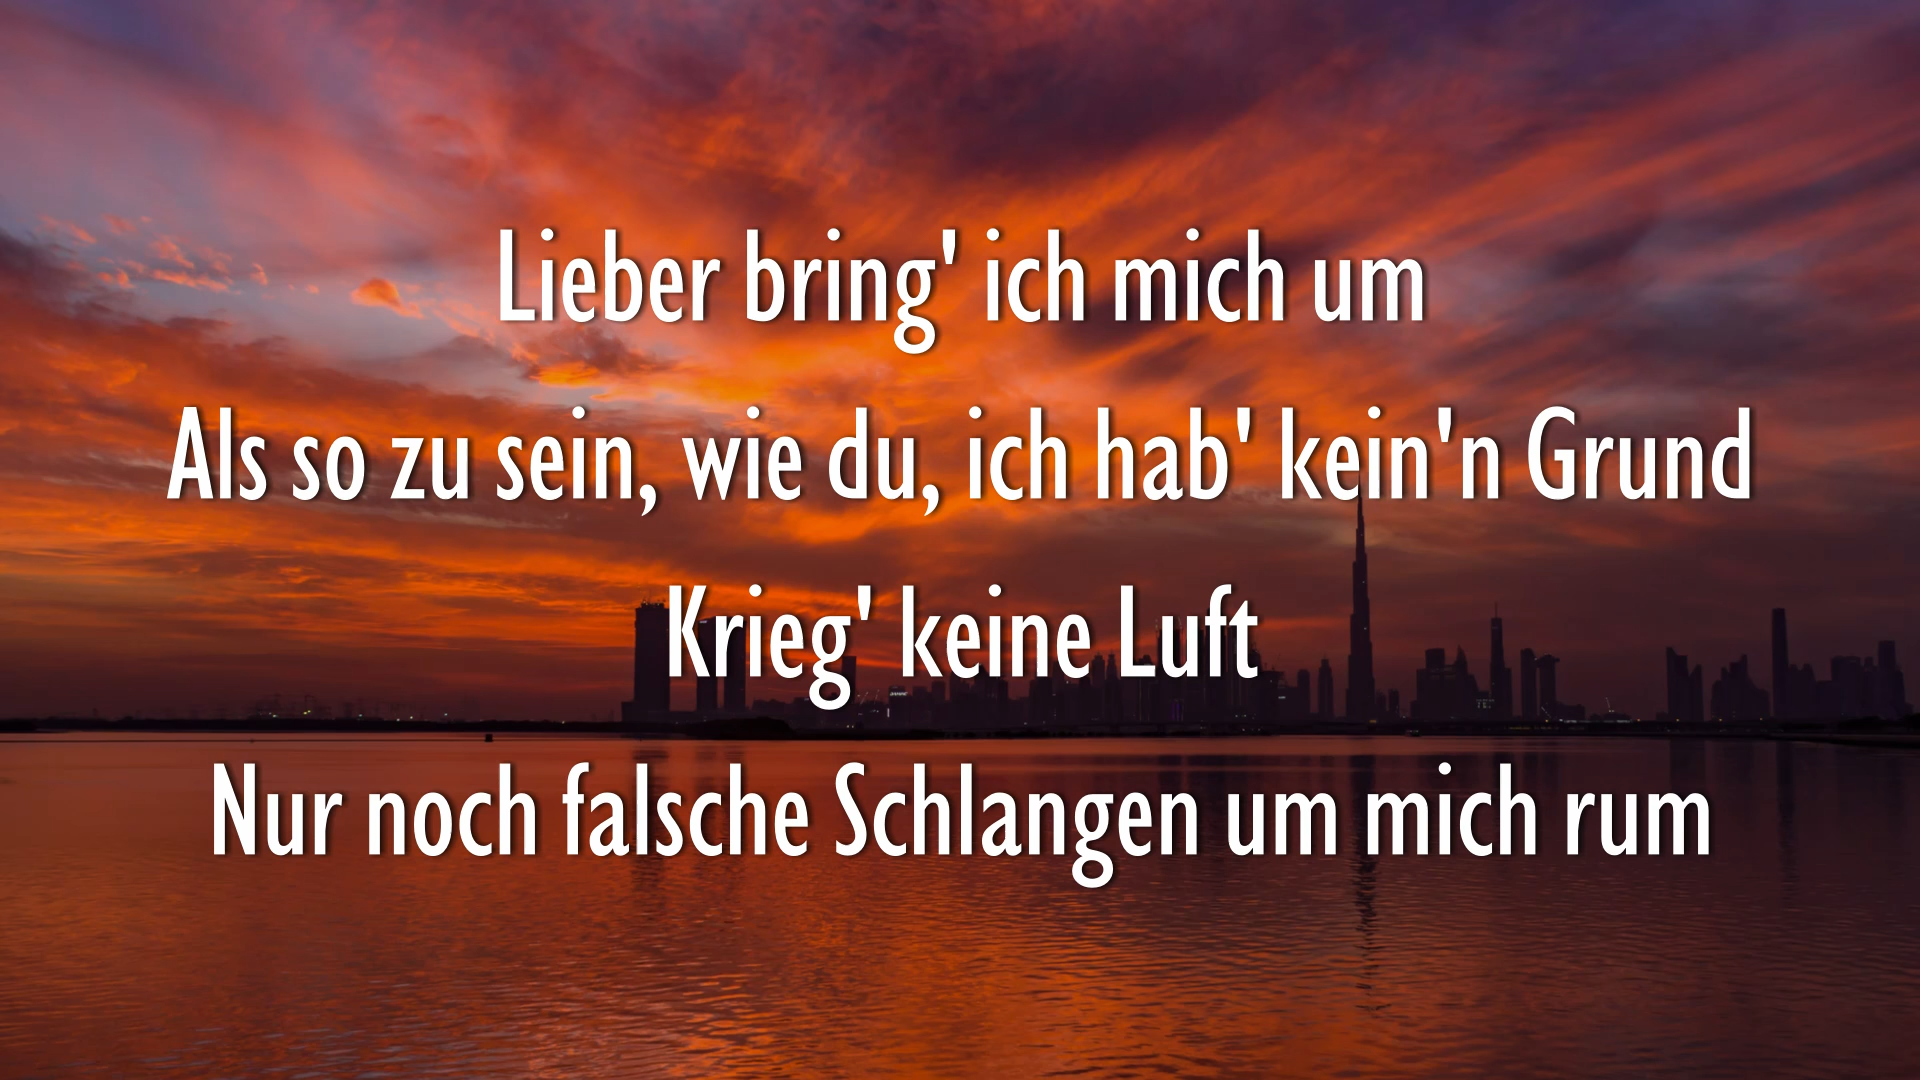 Lieber bring' ich mich um
Als so zu sein, wie du, ich hab' kein'n Grund
Krieg' keine Luft
Nur noch falsche Schlangen um mich rum